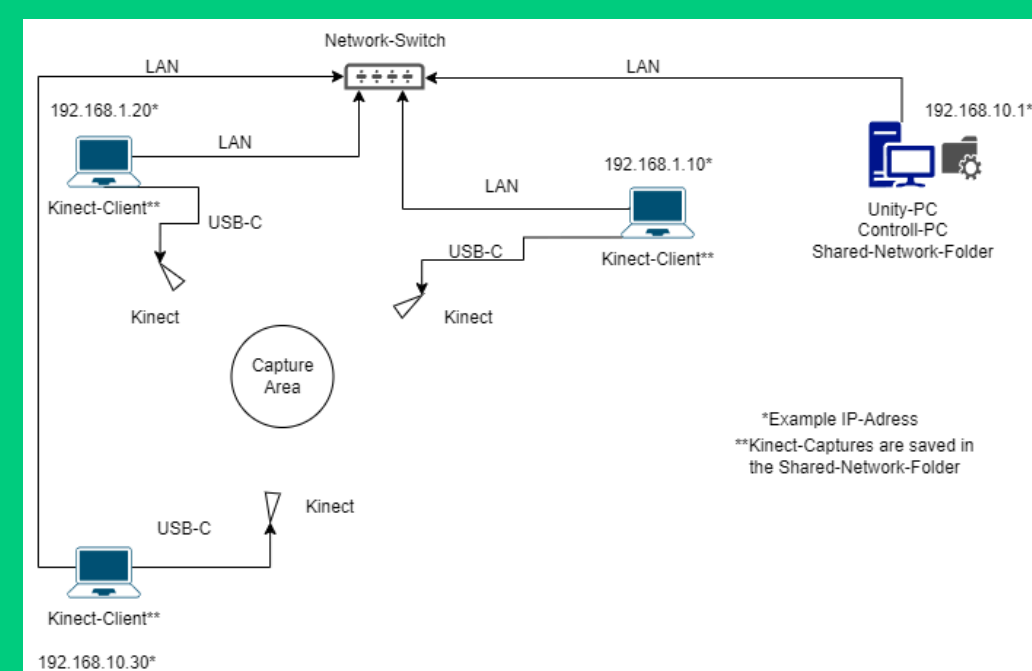 Network-Switch
LAN
LAN
192.168.1.20*
192.168.10.1*
LAN
192.168.1.10*
LAN
Kinect-Client**
USB-C
Unity-PC
Controll-PC
Shared-Network-Folder
USB-C
Kinect-Client**
Kinect
Kinect
Capture
Area
*Example IP-Adress
**Kinect-Captures are saved in
the Shared-Network-Folder
Kinect
USB-C
Kinect-Client**
192.168.10.30*